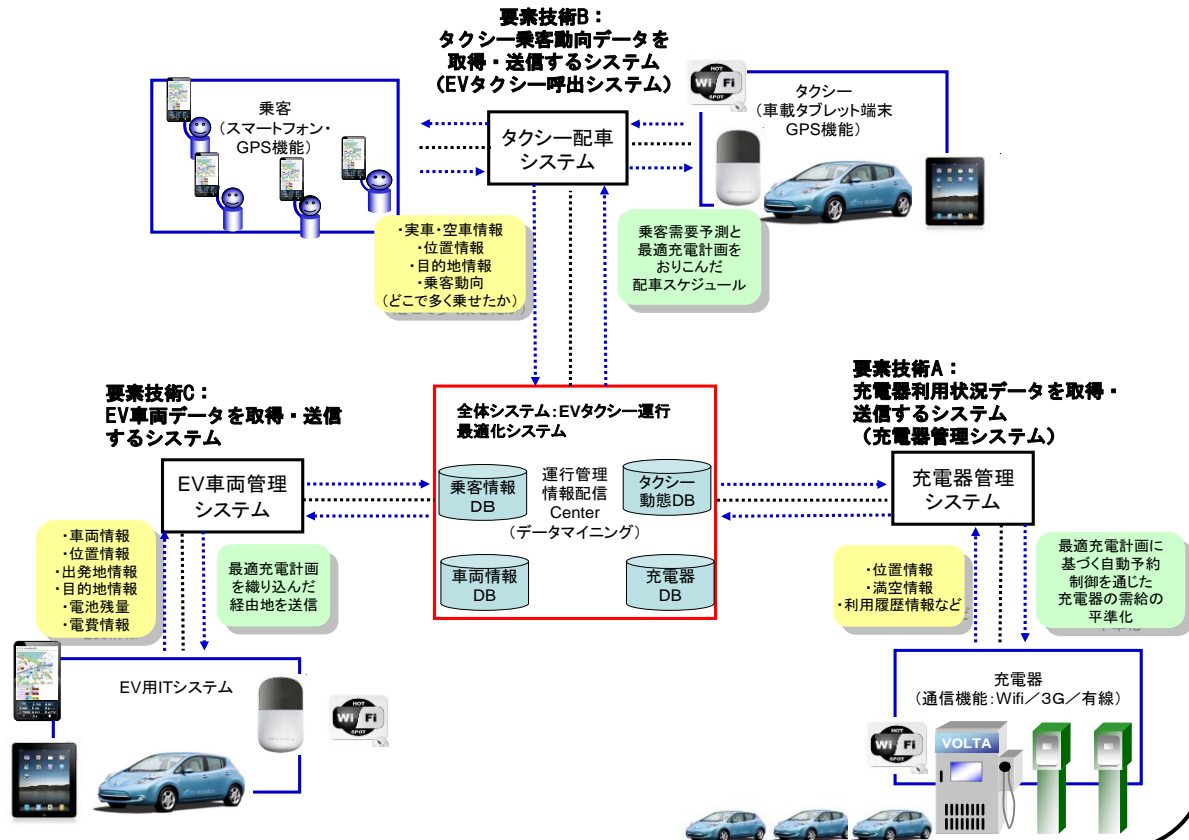 要素技術B：
タクシー乗客動向データを
取得・送信するシステム
（EVタクシー呼出システム）
乗客
（スマートフォン・
GPS機能）
タクシー配車
システム
HOT
Wi Fi
SPOT
タクシー
（車載タブレット端末
GPS機能）
・実車・空車情報
・位置情報
・目的地情報
・乗客動向
（どこで多く乗せたか）
乗客需要予測と
最適充電計画を
おりこんだ
配車スケジュール
要素技術C：
EV車両データを取得・送信
するシステム
EV車両管理
システム
全体システム：EVタクシー運行
最適化システム
乗客情報
DB
運行管理
情報配信
Center
（データマイニング）
タクシー
動態DB
車両情報
DB
充電器
DB
要素技術A：
充電器利用状況データを取得・
送信するシステム
（充電器管理システム）
充電器管理
システム
・車両情報
・位置情報
・出発地情報
・目的地情報
・電池残量
・電費情報
最適充電計画
を織り込んだ
経由地を送信
・位置情報
・満空情報
・利用履歴情報など
最適充電計画に
基づく自動予約
制御を通じた
充電器の需給の
平準化
EV用ITシステム
HOT
Wi Fi
SPOT
充電器
（通信機能：Wifi／3G／有線）
HOT
Wi Fi
SPOT
VOLTA